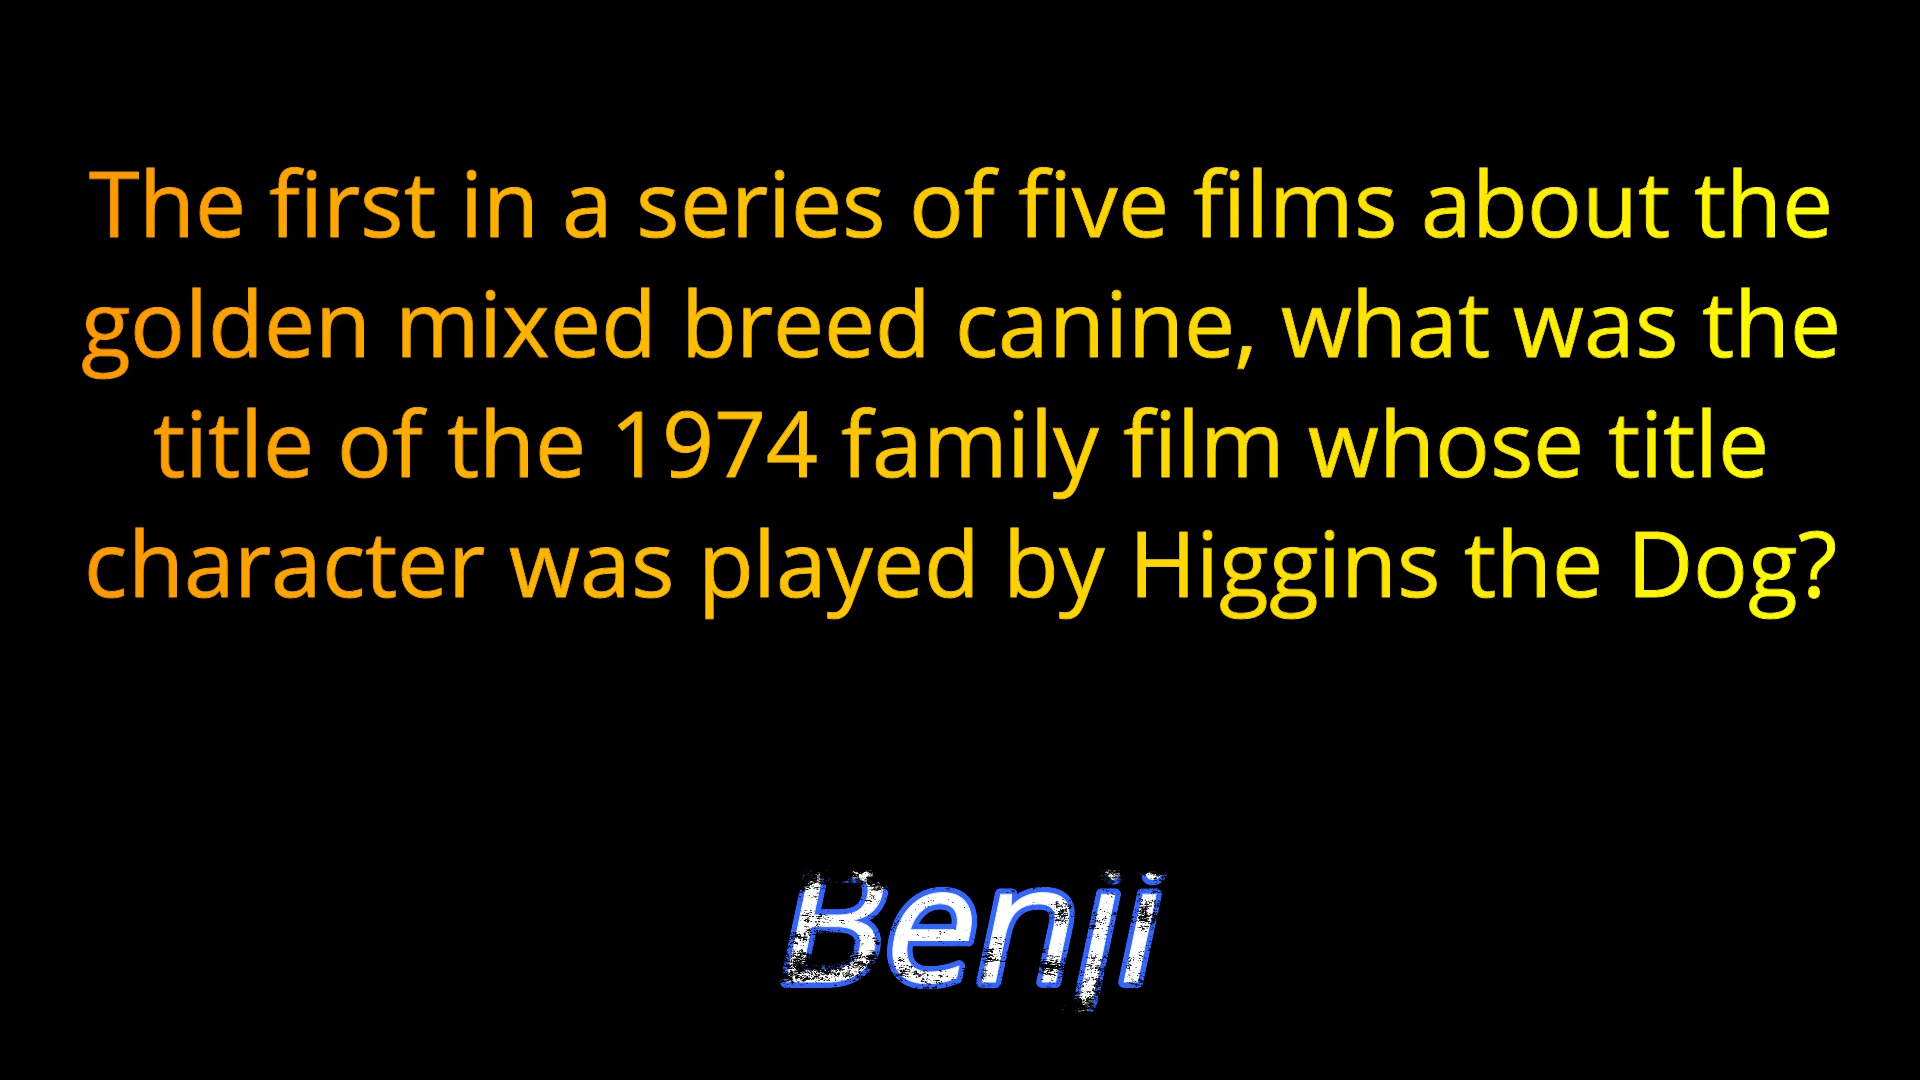 The first in a series of five films about the
golden mixed breed canine, what was the
title of the 1974 family film whose title
character was played by Higgins the Dog?
Benji